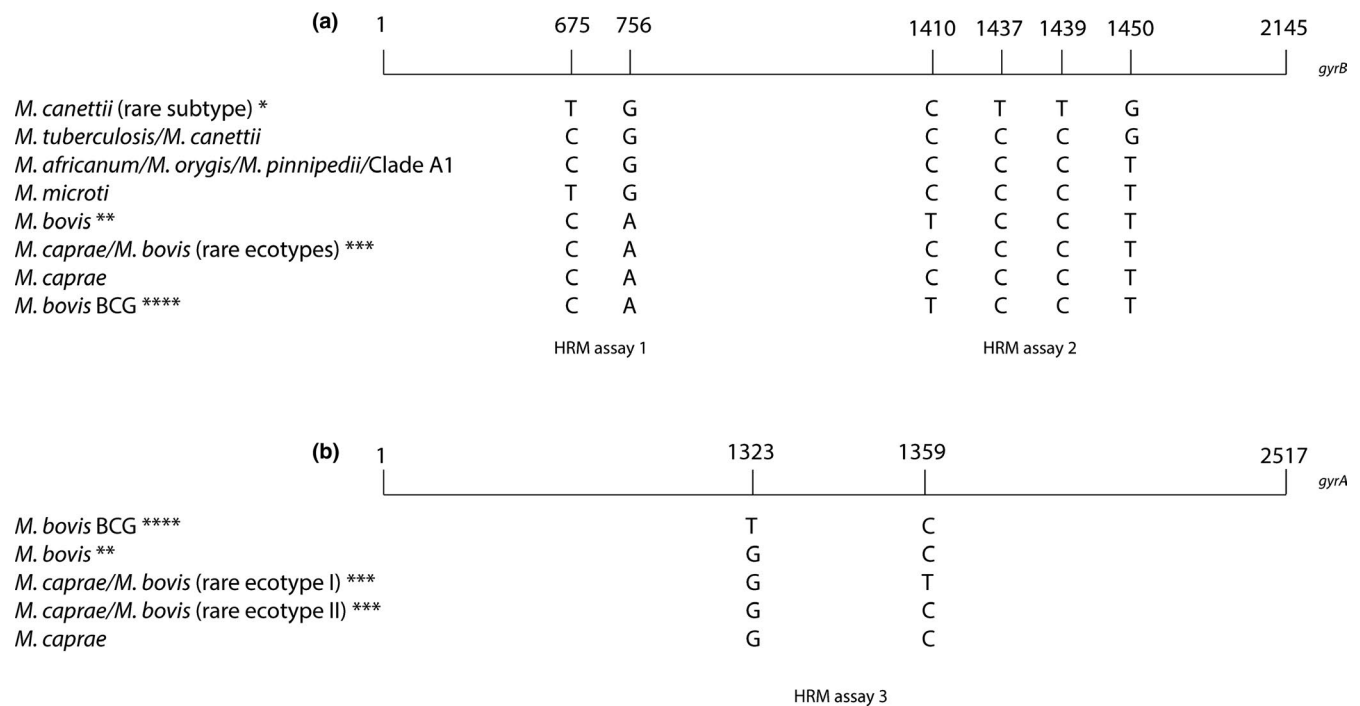 (a) 1 675 756 1410 1437 1439 1450 2145 gyrB
M. canettii (rare subtype) * T G C T T G
M. tuberculosis/M. canettii C G C C C G
M. africanum/M. orygis/M. pinnipedii/Clade A1 C G C C C T
M. microti T G C C C T
M. bovis ** C A T C C T
M. caprae/M. bovis (rare ecotypes) *** C A C C C T
M. caprae C A C C C T
M. bovis BCG **** C A T C C T
HRM assay 1 HRM assay 2
(b) 1 1323 1359 2517 gyrA
M. bovis BCG **** T C
M. bovis ** G C
M. caprae/M. bovis (rare ecotype I) *** G T
M. caprae/M. bovis (rare ecotype II) *** G C
M. caprae G C
HRM assay 3